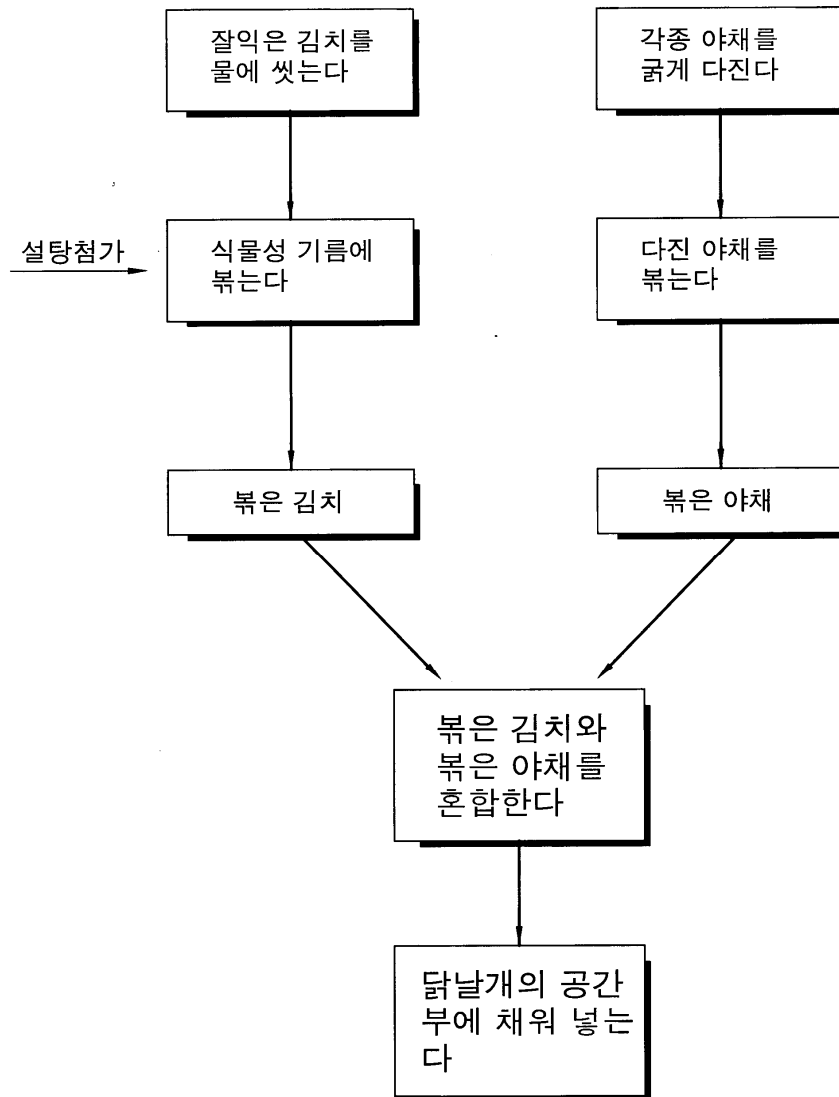 잘익은 김치를
물에 씻는다
각종 야채를
굵게 다진다
설탕첨가
식물성 기름에
볶는다
다진 야채를
볶는다
볶은 김치
볶은 야채
볶은 김치와
볶은 야채를
혼합한다
닭날개의 공간
부에 채워 넣는
다